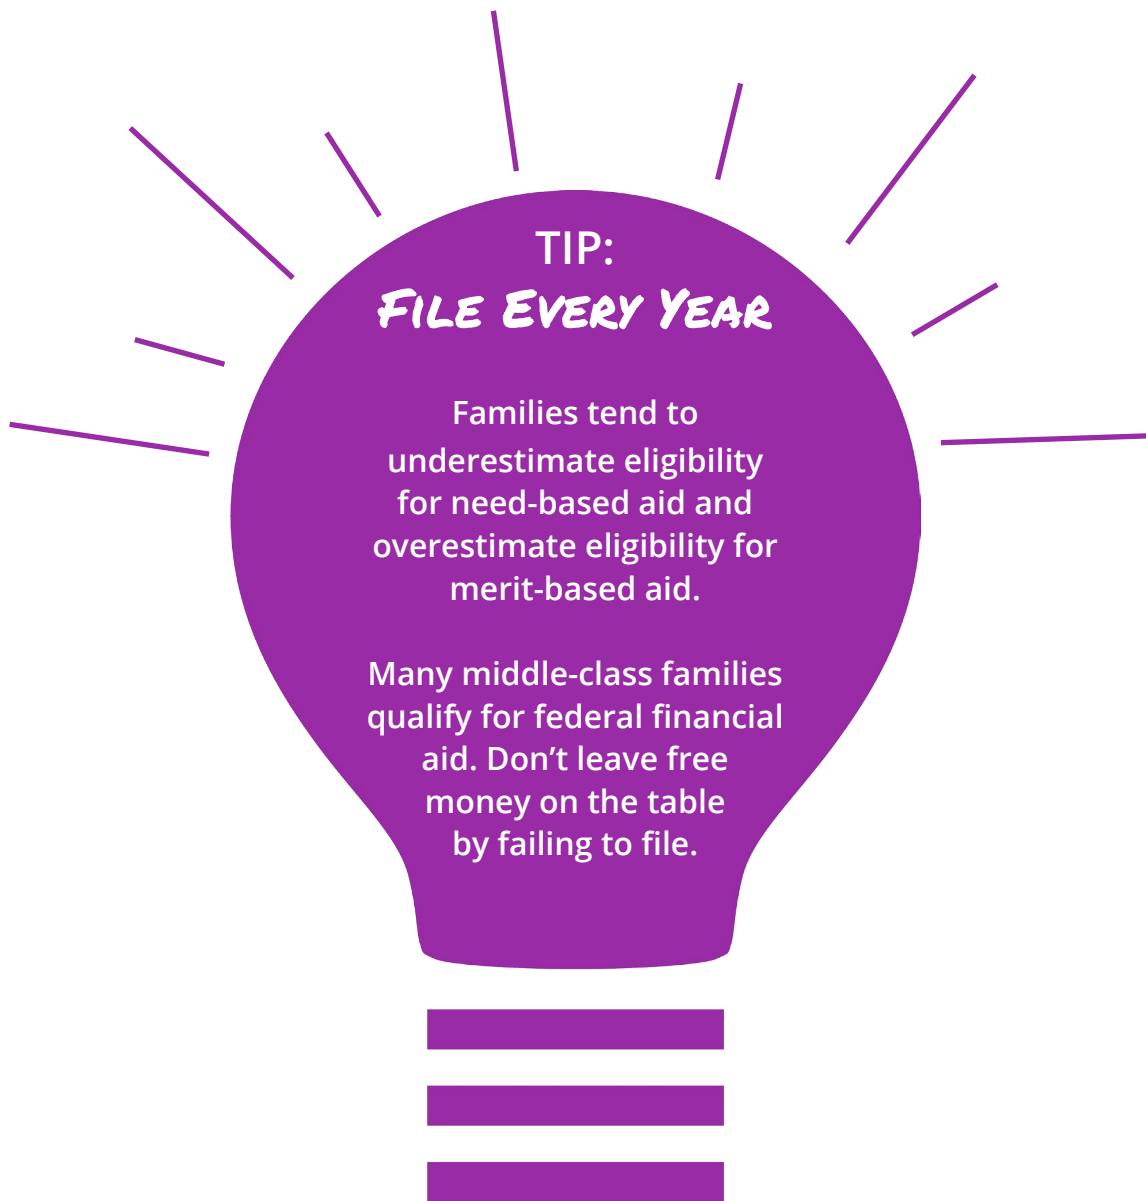 TIP:
FILE EVERY YEAR
Families tend to
underestimate eligibility
for need-based aid and
overestimate eligibility for
merit-based aid.
Many middle-class families
qualify for federal financial
aid. Don’t leave free
money on the table
by failing to file.